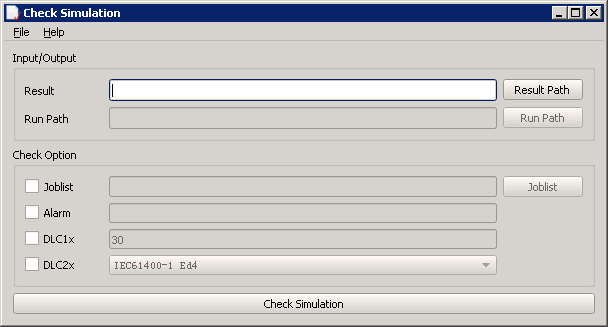 Check Simulation
File Help
Input/Output
Result Result Path
Run Path Run Path
Check Option
Joblist Joblist
Alarm
DLC1x 30
DLC2x IEC61400-1 Ed4
Check Simulation